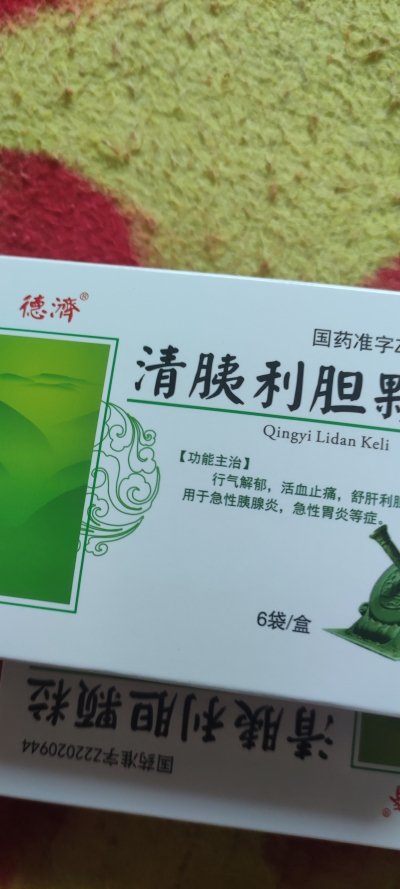 德濟®
国药准字Z
清胰利胆颗
Qingyi Lidan Keli
【功能主治】
行气解郁，活血止痛，舒肝利胆
用于急性胰腺炎，急性胃炎等症。
6袋/盒
清胰利胆颗粒
国药准字Z22020944
®